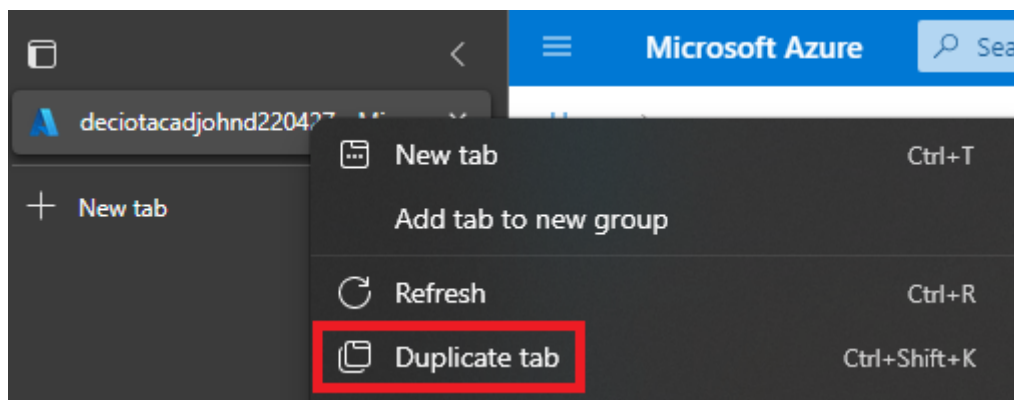 Microsoft Azure
Sea
deciotacadjohnd220427
New tab
New tab Ctrl+T
Add tab to new group
Refresh Ctrl+R
Duplicate tab Ctrl+Shift+K